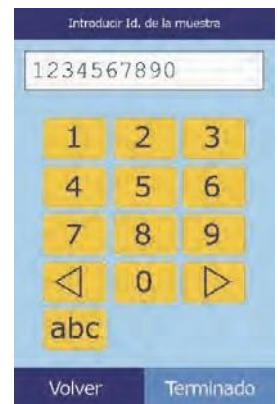 Introducir Id. de la muestra
1234567890
1 2 3
4 5 6
7 8 9
0
abc
Volver Terminado